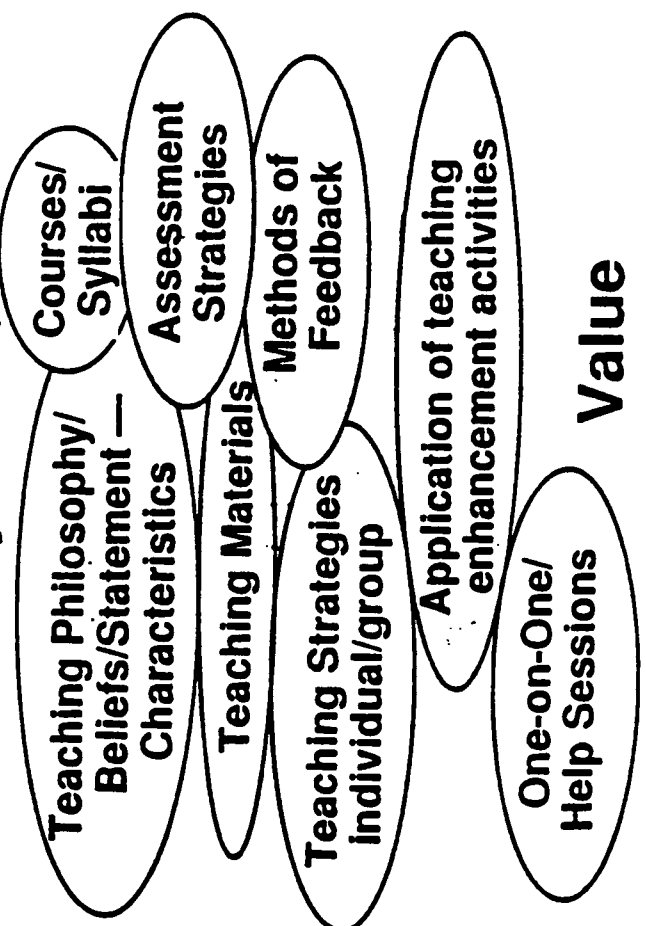 Teaching Philosophy/
Beliefs/Statement —
Characteristics
Courses/
Syllabi
Teaching Materials
Assessment
Strategies
Teaching Strategies
individual/group
Methods of
Feedback
Application of teaching
enhancement activities
One-on-One/
Help Sessions
Value